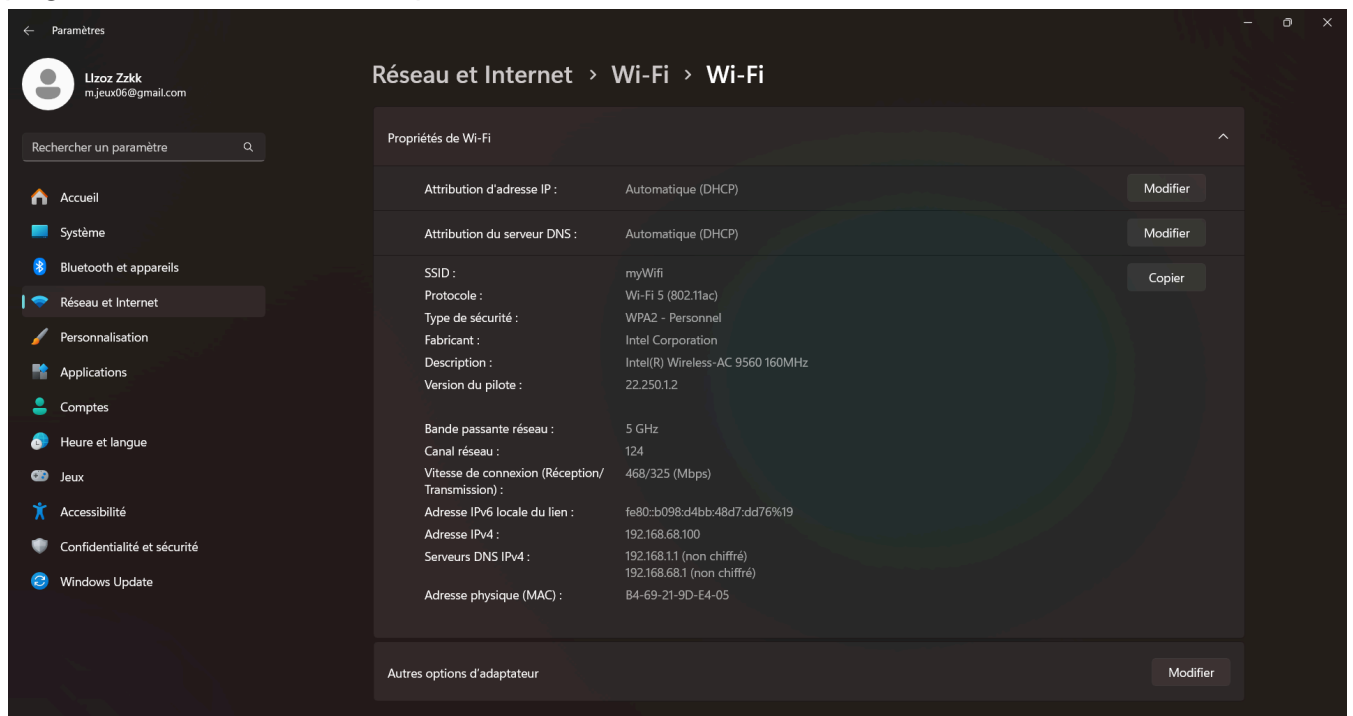 Paramètres
LIzoz Zzkk
m.jeux06@gmail.com
Rechercher un paramètre
Accueil
Système
Bluetooth et appareils
Réseau et Internet
Personnalisation
Applications
Comptes
Heure et langue
Jeux
Accessibilité
Confidentialité et sécurité
Windows Update
Réseau et Internet > Wi-Fi > Wi-Fi
Propriétés de Wi-Fi
Attribution d'adresse IP : Automatique (DHCP) Modifier
Attribution du serveur DNS : Automatique (DHCP) Modifier
SSID : myWifi Copier
Protocole : Wi-Fi 5 (802.11ac)
Type de sécurité : WPA2 - Personnel
Fabricant : Intel Corporation
Description : Intel(R) Wireless-AC 9560 160MHz
Version du pilote : 22.250.1.2
Bande passante réseau : 5 GHz
Canal réseau : 124
Vitesse de connexion (Réception/ 468/325 (Mbps)
Transmission) :
Adresse IPv6 locale du lien : fe80::b098:d4bb:48d7:dd76%19
Adresse IPv4 : 192.168.68.100
Serveurs DNS IPv4 : 192.168.1.1 (non chiffré)
192.168.68.1 (non chiffré)
Adresse physique (MAC) : B4-69-21-9D-E4-05
Autres options d'adaptateur Modifier